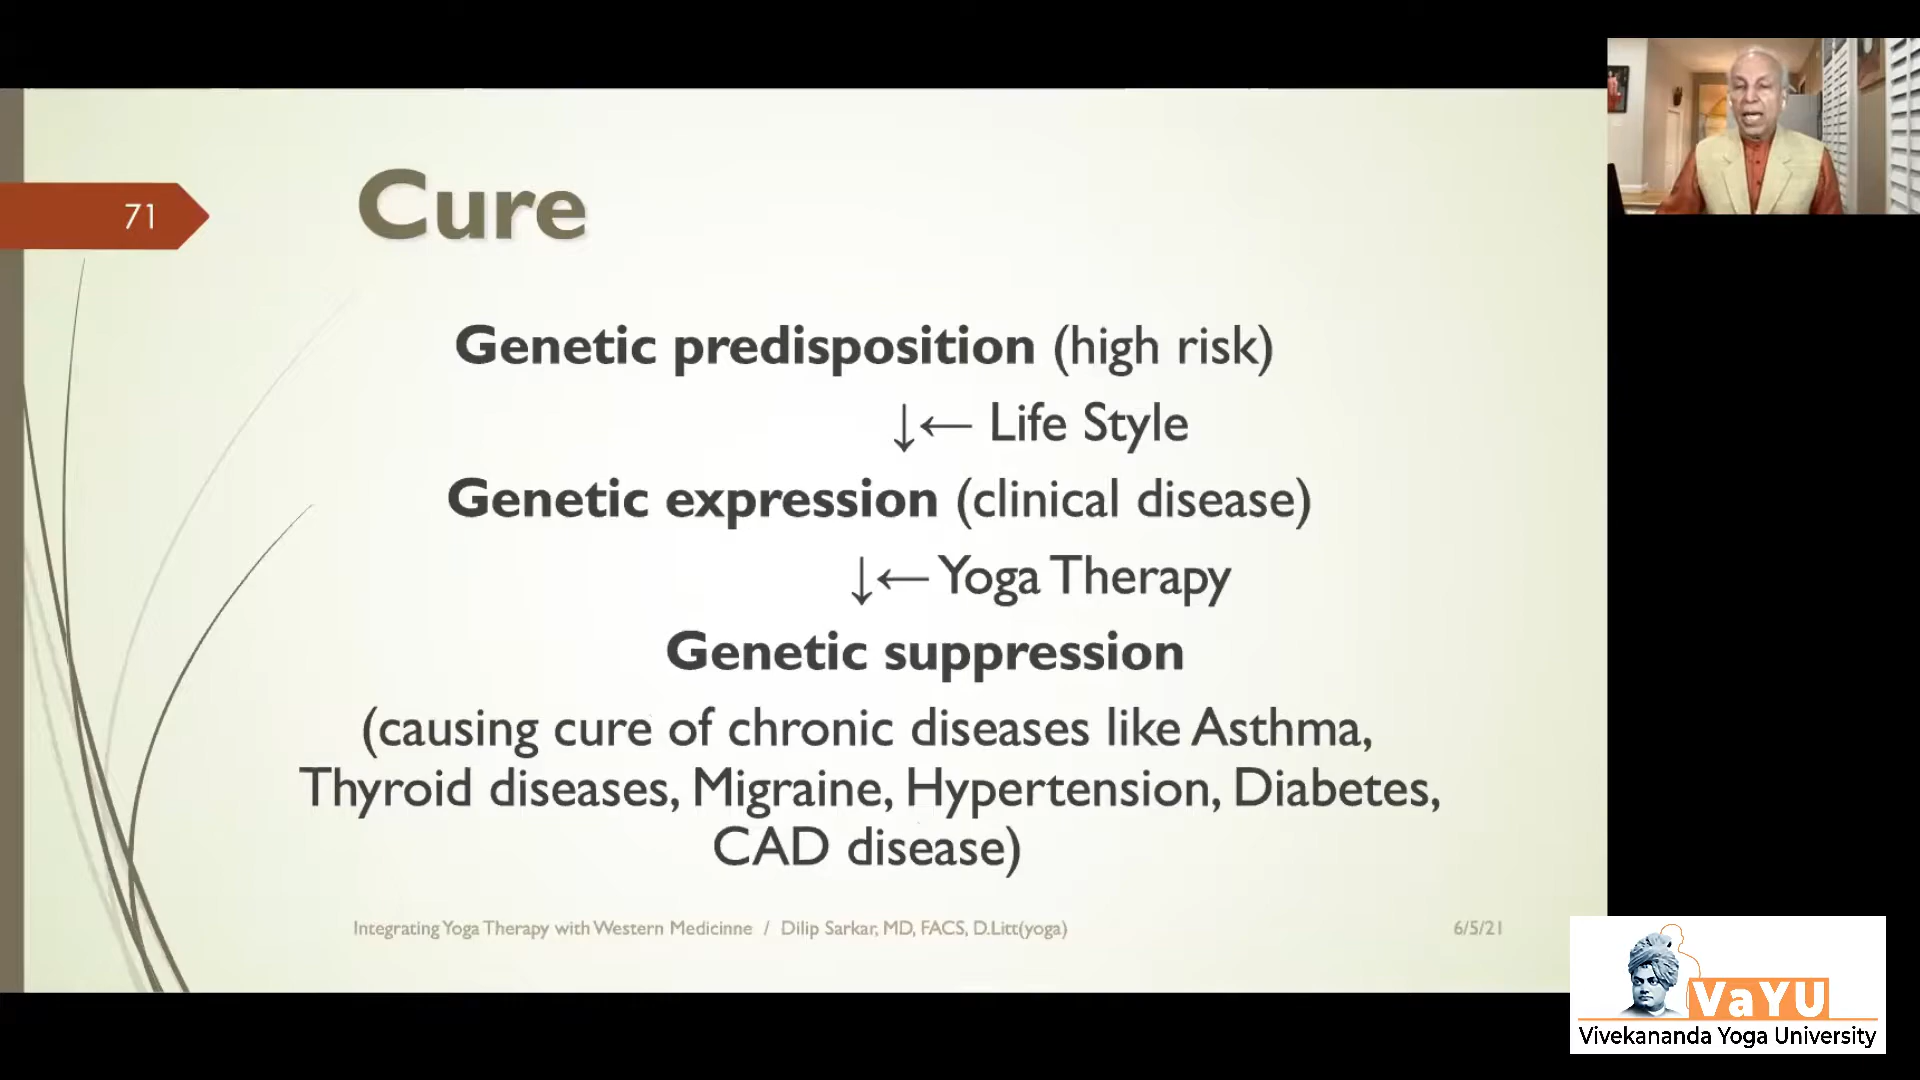 71
Cure
Genetic predisposition (high risk)
↓← Life Style
Genetic expression (clinical disease)
↓← Yoga Therapy
Genetic suppression
(causing cure of chronic diseases like Asthma,
Thyroid diseases, Migraine, Hypertension, Diabetes,
CAD disease)
Integrating Yoga Therapy with Western Medicinne / Dilip Sarkar, MD, FACS, D.Litt(yoga)
6/5/21
VaYU
Vivekananda Yoga University